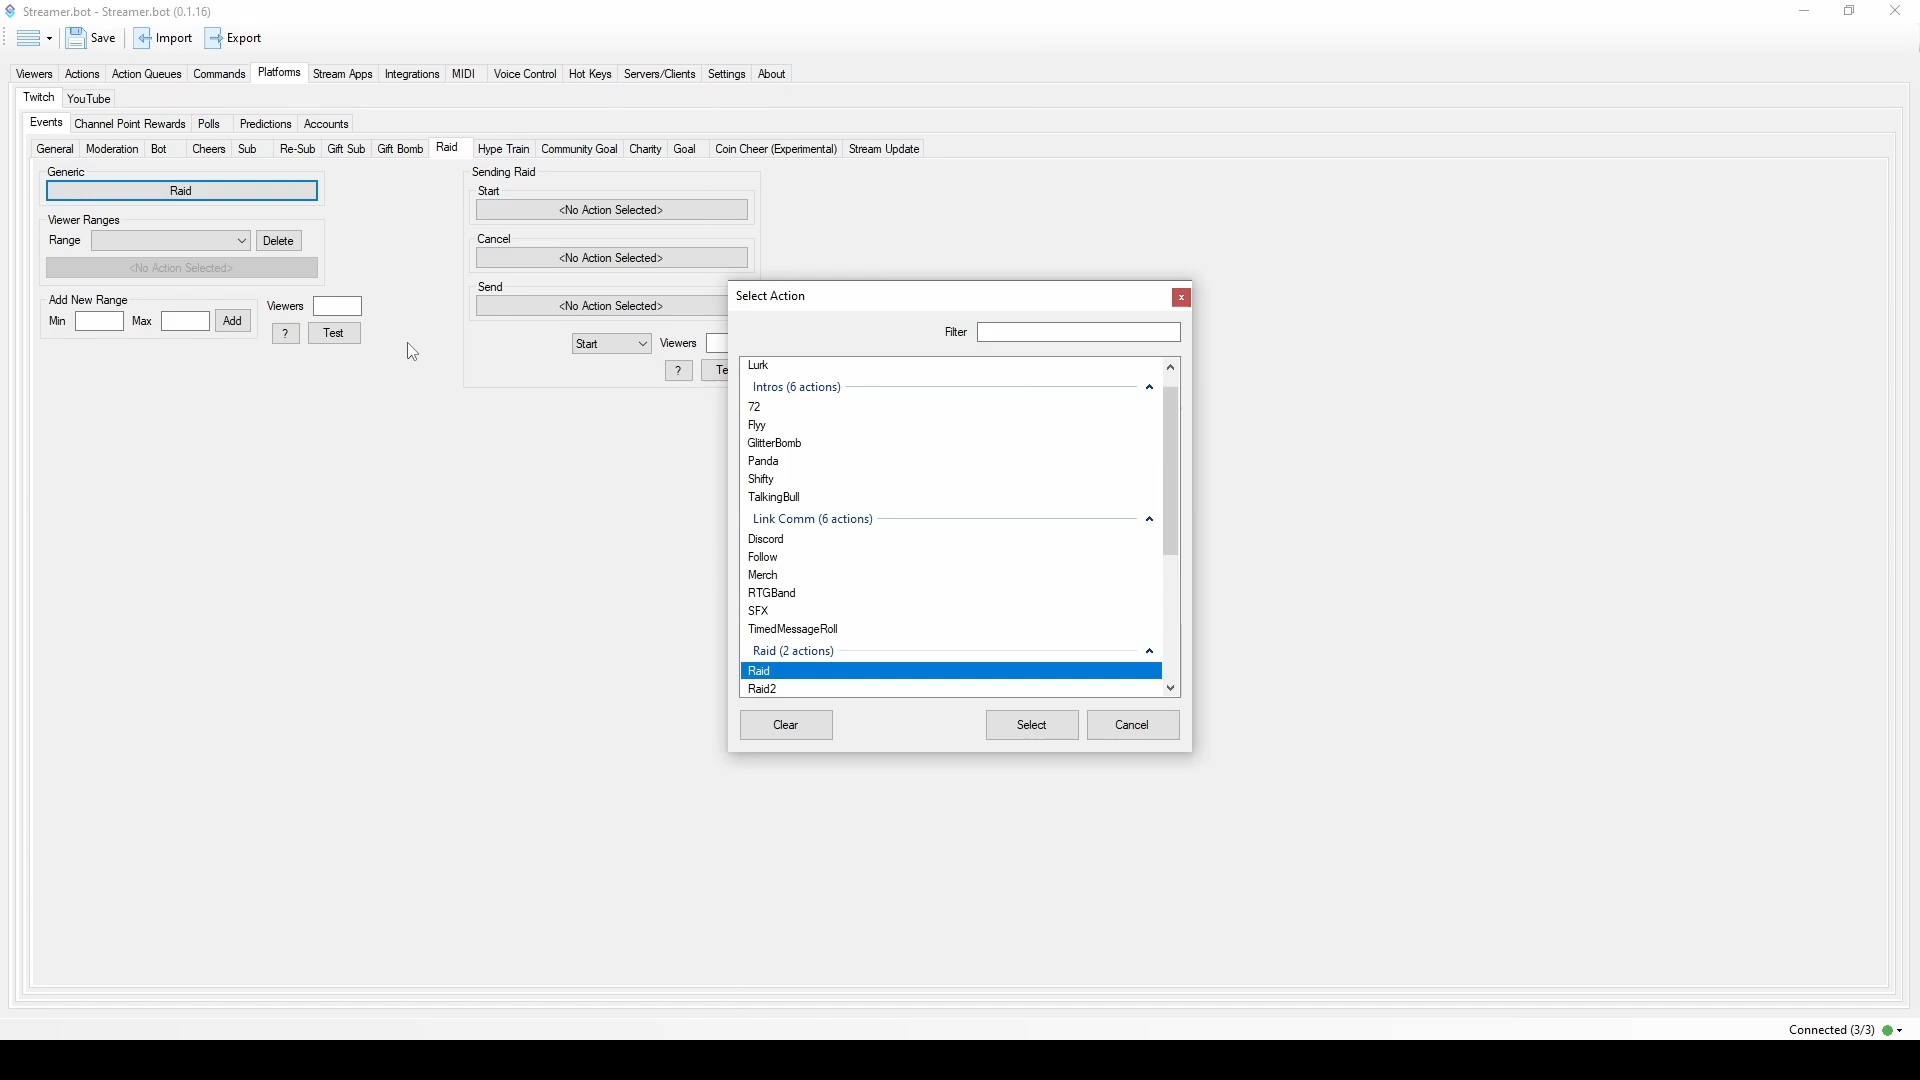 Streamer.bot - Streamer.bot (0.1.16)
Save Import Export
Viewers Actions Action Queues Commands Platforms Stream Apps Integrations MIDI Voice Control Hot Keys Servers/Clients Settings About
Twitch YouTube
Events Channel Point Rewards Polls Predictions Accounts
General Moderation Bot Cheers Sub Re-Sub Gift Sub Gift Bomb Raid Hype Train Community Goal Charity Goal Coin Cheer (Experimental) Stream Update
Generic
Raid
Viewer Ranges
Range Delete
<No Action Selected>
Add New Range
Min Max Add
Viewers
? Test
Sending Raid
Start
<No Action Selected>
Cancel
<No Action Selected>
Send
<No Action Selected>
Start Viewers
? Te
Select Action
x
Filter
Lurk
Intros (6 actions)
72
Flyy
GlitterBomb
Panda
Shifty
TalkingBull
Link Comm (6 actions)
Discord
Follow
Merch
RTGBand
SFX
TimedMessageRoll
Raid (2 actions)
Raid
Raid2
Clear Select Cancel
Connected (3/3)